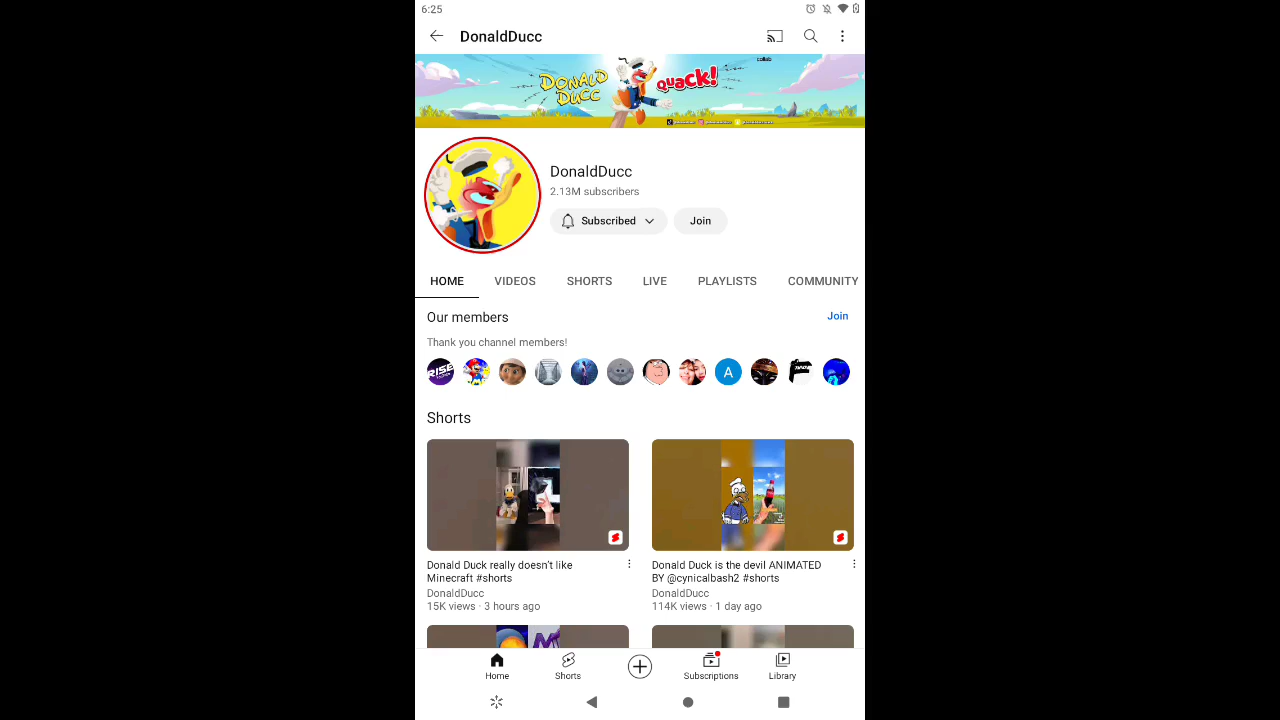 6:25
DonaldDucc
collab
DONALD
DUCC
QUACK!
DonaldDucc
2.13M subscribers
Subscribed
Join
HOME
VIDEOS
SHORTS
LIVE
PLAYLISTS
COMMUNITY
Our members
Join
Thank you channel members!
RISE
A
Shorts
Donald Duck really doesn't like
Minecraft #shorts
DonaldDucc
15K views · 3 hours ago
Donald Duck is the devil ANIMATED
BY @cynicalbash2 #shorts
DonaldDucc
114K views · 1 day ago
Home
Shorts
Subscriptions
Library